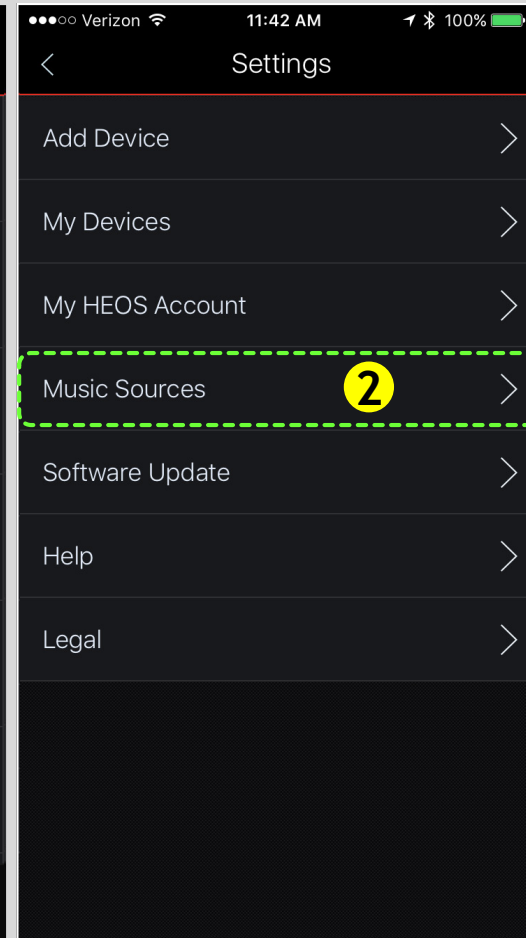 Verizon 11:42 AM 100%
Settings
Add Device
My Devices
My HEOS Account
Music Sources 2
Software Update
Help
Legal